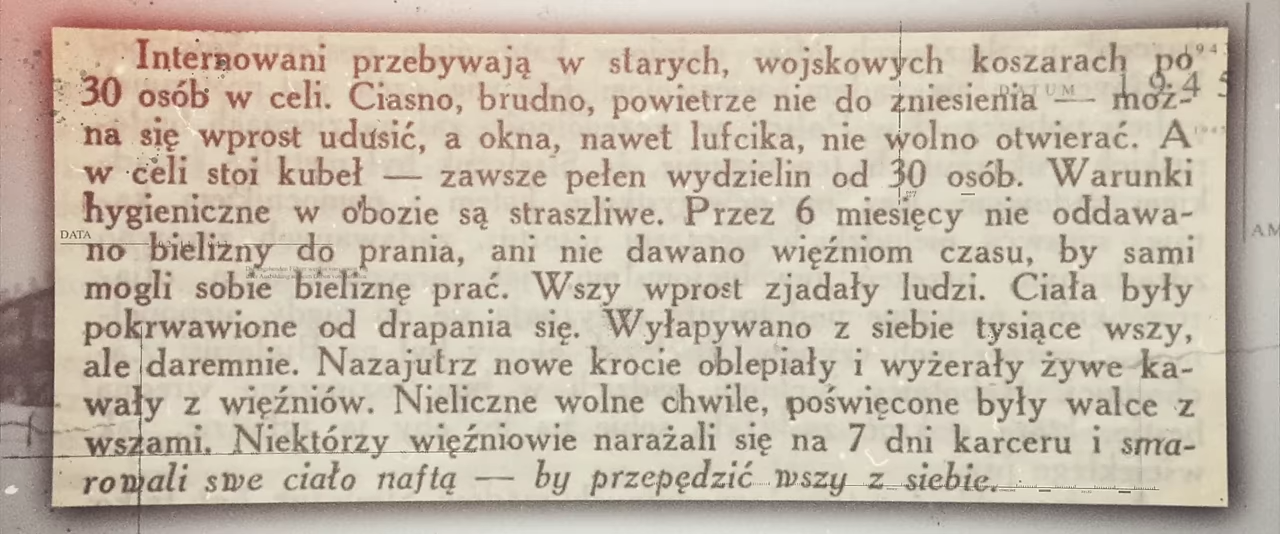 Internowani przebywają w starych, wojskowych koszarach po
30 osób w celi. Ciasno, brudno, powietrze nie do zniesienia — moż-
na się wprost udusić, a okna, nawet lufcika, nie wolno otwierać. A
w celi stoi kubeł — zawsze pełen wydzielin od 30 osób. Warunki
hygieniczne w obozie są straszliwe. Przez 6 miesięcy nie oddawa-
no bielizny do prania, ani nie dawano więźniom czasu, by sami
mogli sobie bieliznę prać. Wszy wprost zjadały ludzi. Ciała były
pokrwawione od drapania się. Wyłapywano z siebie tysiące wszy,
ale daremnie. Nazajutrz nowe krocie oblepiały i wyżerały żywe ka-
wały z więźniów. Nieliczne wolne chwile, poświęcone były walce z
wszami. Niektórzy więźniowie narażali się na 7 dni karceru i sma-
rowali swe ciało naftą — by przepędzić wszy z siebie.
DATUM
1945
DATA
AM